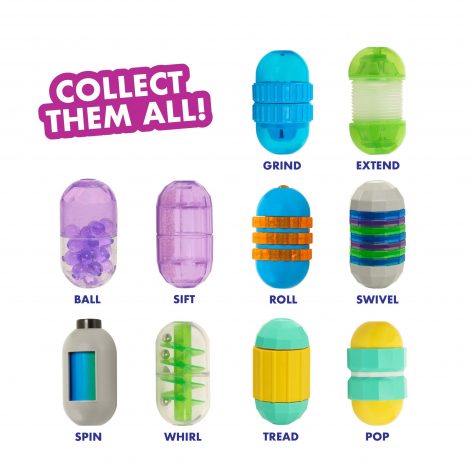 COLLECT
THEM ALL!
GRIND
EXTEND
BALL
SIFT
ROLL
SWIVEL
SPIN
WHIRL
TREAD
POP